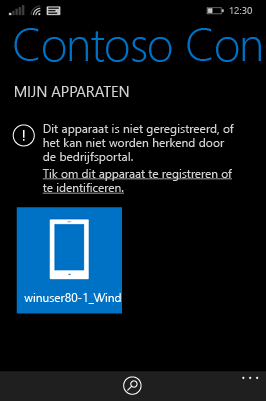 12:30
Contoso Con
MIJN APPARATEN
Dit apparaat is niet geregistreerd, of
het kan niet worden herkend door
de bedrijfsportal.
Tik om dit apparaat te registreren of
te identificeren.
winuser80-1_Wind